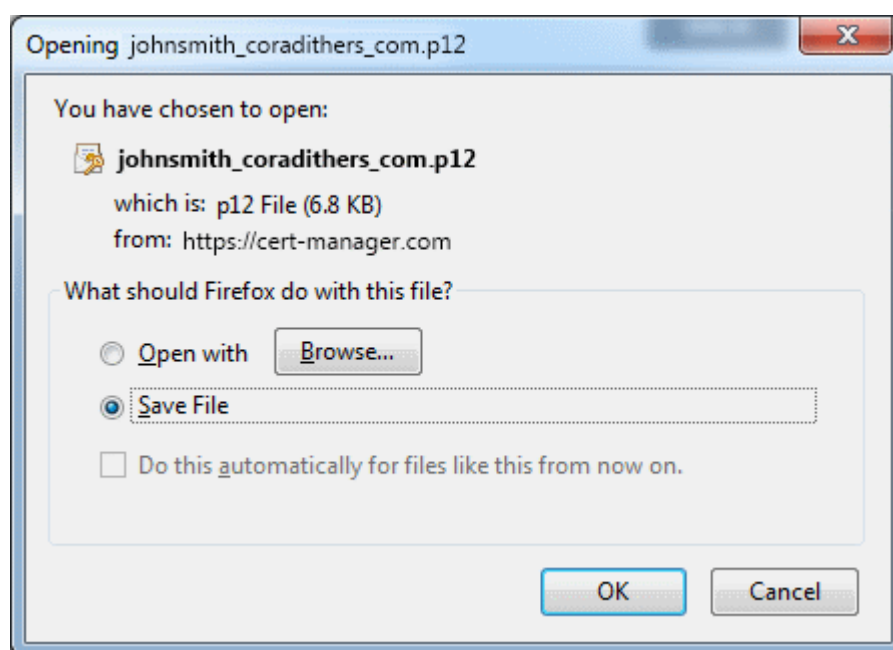 Opening johnsmith_coradithers_com.p12
You have chosen to open:
johnsmith_coradithers_com.p12
which is: p12 File (6.8 KB)
from: https://cert-manager.com
What should Firefox do with this file?
Open with Browse...
Save File
Do this automatically for files like this from now on.
OK Cancel